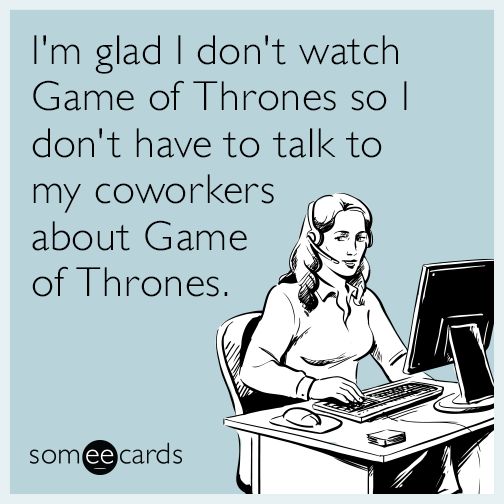 I'm glad I don't watch
Game of Thrones so I
don't have to talk to
my coworkers
about Game
of Thrones.
someecards